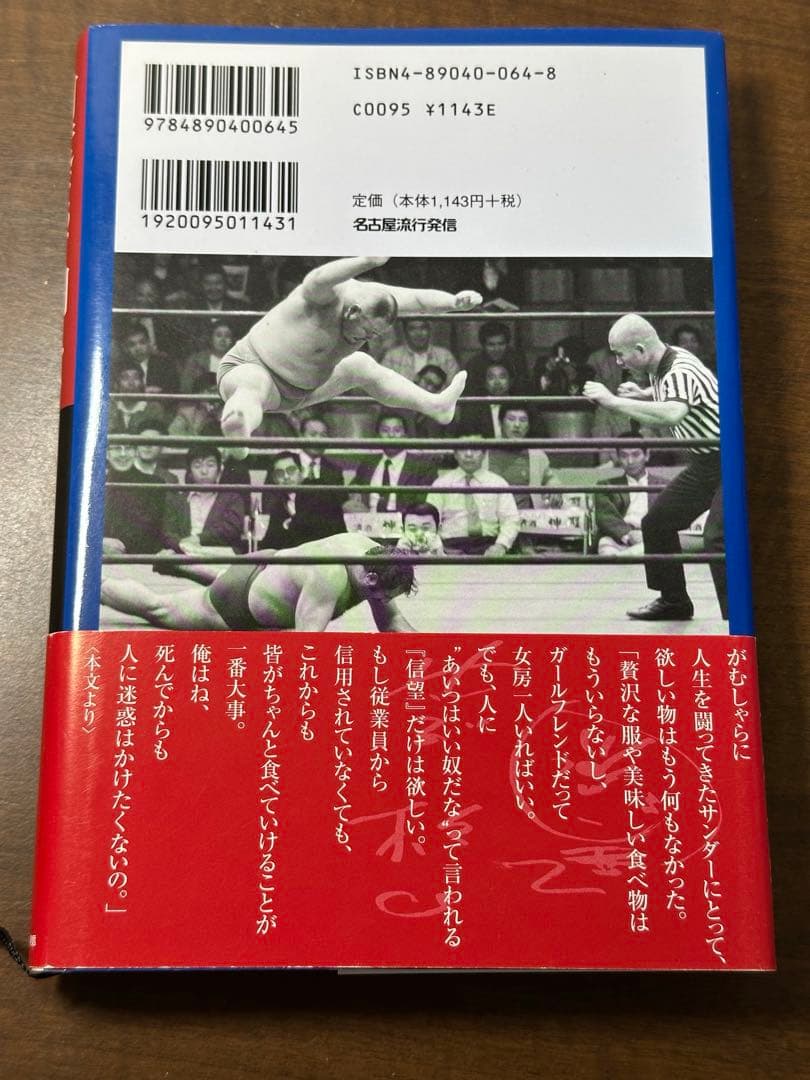 ISBN4-89040-064-8
C0095 ¥1143E
9784890400645
1920095011431
定価（本体1,143円＋税）
名古屋流行発信
がむしゃらに
人生を闘ってきたサンダーにとって、
欲しい物はもう何もなかった。
「贅沢な服や美味しい食べ物は
もういらないし、
ガールフレンドだって
女房一人いればいい。
でも、人に
"あいつはいい奴だな"って言われる
『信望』だけは欲しい。
もし従業員から
信用されていなくても、
これからも
皆がちゃんと食べていけることが
一番大事。
俺はね、
死んでからも
人に迷惑はかけたくないの。」
〈本文より〉